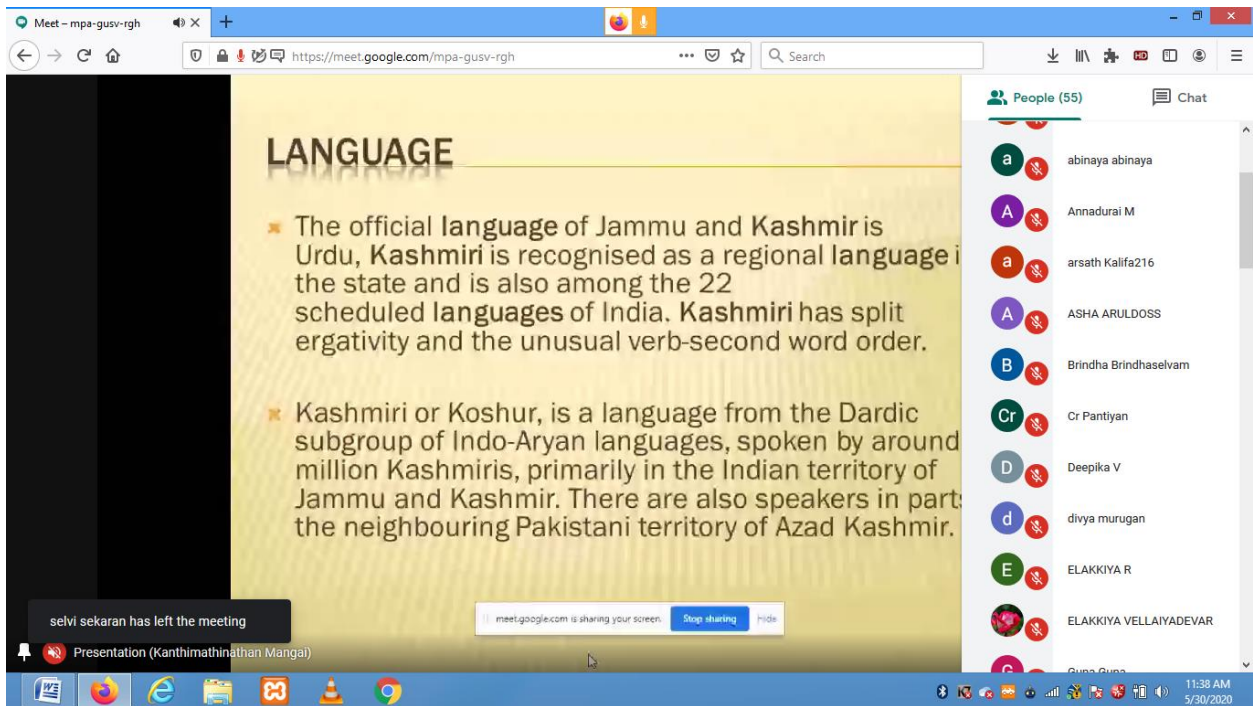 Meet – mpa-gusv-rgh
https://meet.google.com/mpa-gusv-rgh
Search
People (55)
Chat
LANGUAGE
The official language of Jammu and Kashmir is
Urdu, Kashmiri is recognised as a regional language i
the state and is also among the 22
scheduled languages of India. Kashmiri has split
ergativity and the unusual verb-second word order.
Kashmiri or Koshur, is a language from the Dardic
subgroup of Indo-Aryan languages, spoken by around
million Kashmiris, primarily in the Indian territory of
Jammu and Kashmir. There are also speakers in parts
the neighbouring Pakistani territory of Azad Kashmir.
meet.google.com is sharing your screen.
Stop sharing
Hide
selvi sekaran has left the meeting
Presentation (Kanthimathinathan Mangai)
a
abinaya abinaya
A
Annadurai M
a
arsath Kalifa216
A
ASHA ARULDOSS
B
Brindha Brindhaselvam
Cr
Cr Pantiyan
D
Deepika V
d
divya murugan
E
ELAKKIYA R
ELAKKIYA VELLAIYADEVAR
G
Guna Guna
11:38 AM
5/30/2020